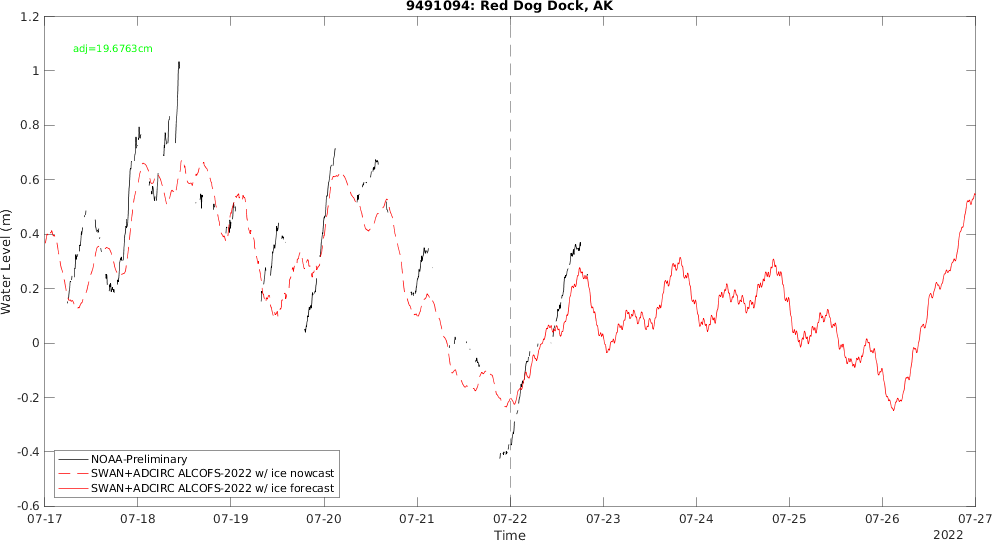 9491094: Red Dog Dock, AK
adj=19.6763cm
1.2
1
0.8
0.6
0.4
0.2
0
-0.2
-0.4
-0.6
Water Level (m)
NOAA-Preliminary
SWAN+ADCIRC ALCOFS-2022 w/ ice nowcast
SWAN+ADCIRC ALCOFS-2022 w/ ice forecast
07-17 07-18 07-19 07-20 07-21 07-22 07-23 07-24 07-25 07-26 07-27
Time
2022